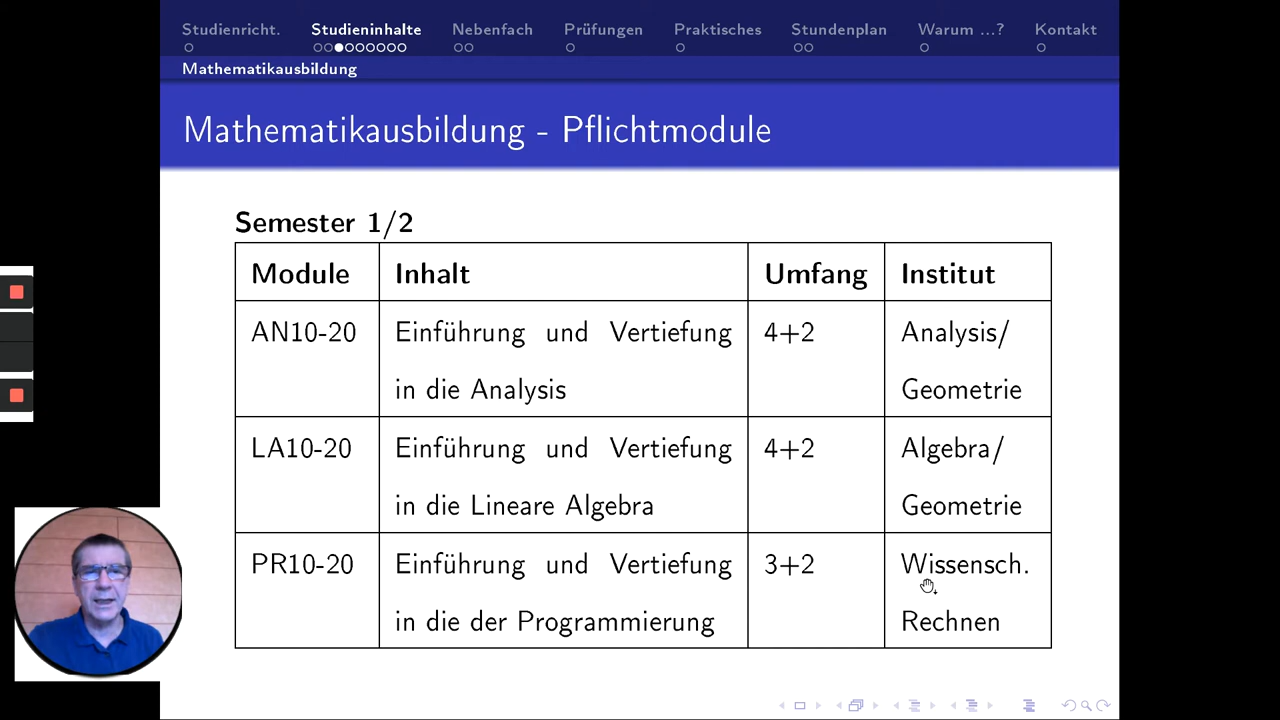 Studienricht. Studieninhalte Nebenfach Prüfungen Praktisches Stundenplan Warum ...? Kontakt
Mathematikausbildung
Mathematikausbildung - Pflichtmodule
Semester 1/2
Module Inhalt Umfang Institut
AN10-20 Einführung und Vertiefung 4+2 Analysis/
in die Analysis Geometrie
LA10-20 Einführung und Vertiefung 4+2 Algebra/
in die Lineare Algebra Geometrie
PR10-20 Einführung und Vertiefung 3+2 Wissensch.
in die der Programmierung Rechnen